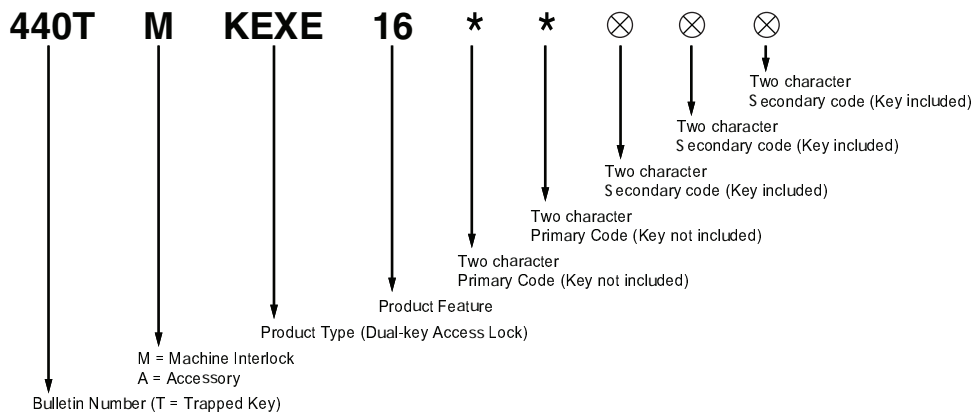 440T M KEXE 16 * * ⊗ ⊗ ⊗
Two character
Secondary code (Key included)
Two character
Secondary code (Key included)
Two character
Secondary code (Key included)
Two character
Primary Code (Key not included)
Two character
Primary Code (Key not included)
Product Feature
Product Type (Dual-key Access Lock)
M = Machine Interlock
A = Accessory
Bulletin Number (T = Trapped Key)